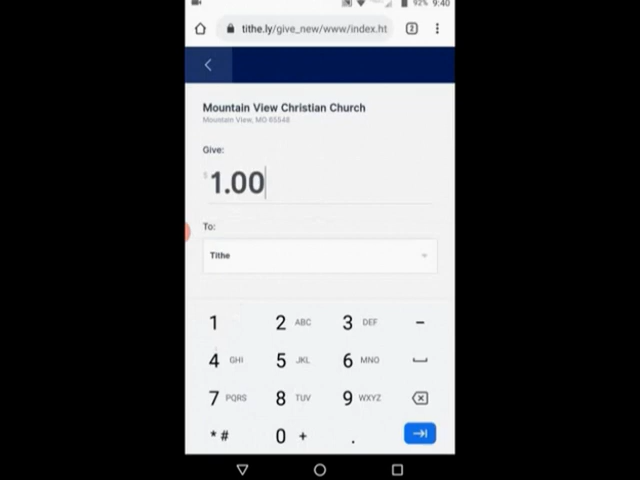 92% 9:40
tithe.ly/give_new/www/index.ht 2
Mountain View Christian Church
Mountain View, MO 65548
Give:
$ 1.00
To:
Tithe
1 2 ABC 3 DEF -
4 GHI 5 JKL 6 MNO
7 PQRS 8 TUV 9 WXYZ
* # 0 + .